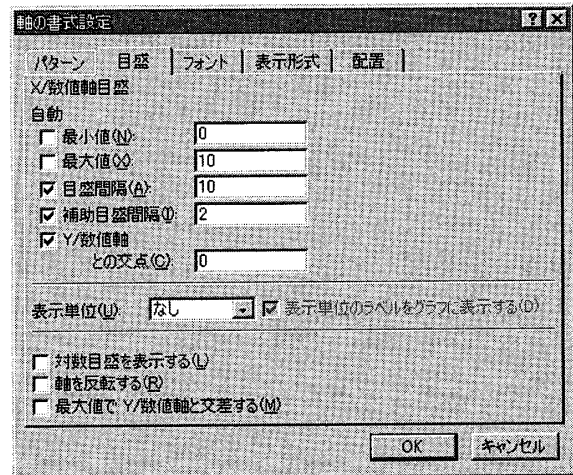 軸の書式設定
パターン 目盛 フォント 表示形式 配置
X/数値軸目盛
自動
最小値(N): 0
最大値(X): 10
目盛間隔(A): 10
補助目盛間隔(I): 2
Y/数値軸
との交点(C): 0
表示単位(U): なし 表示単位のラベルをグラフに表示する(D)
対数目盛を表示する(L)
軸を反転する(R)
最大値で Y/数値軸と交差する(M)
OK キャンセル